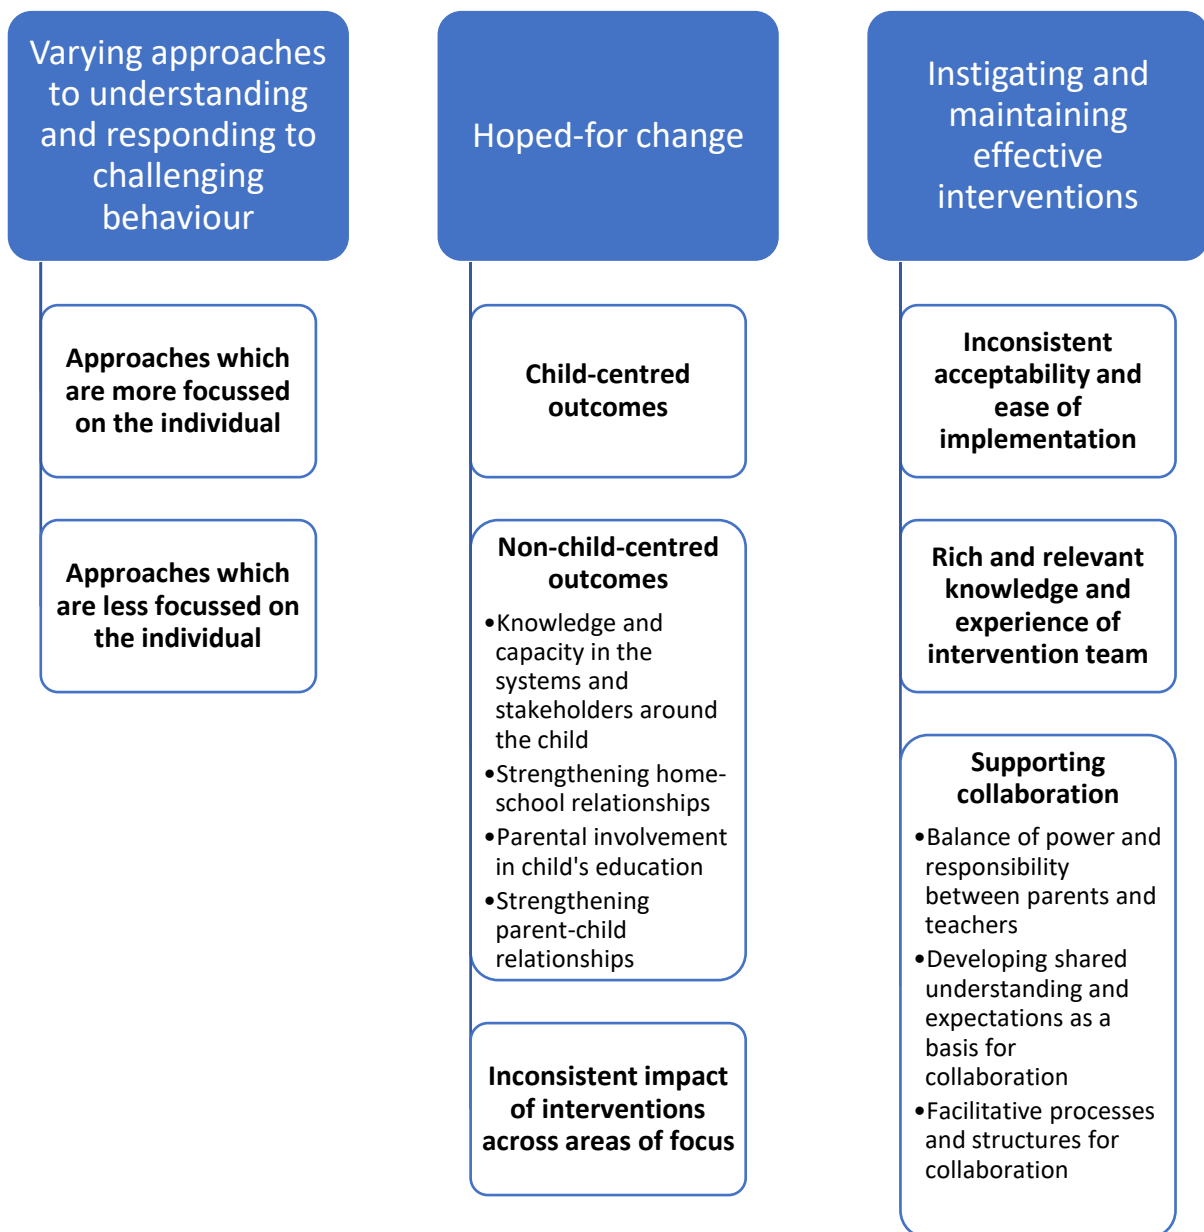 Varying approaches
to understanding
and responding to
challenging
behaviour
Approaches which
are more focussed
on the individual
Approaches which
are less focussed on
the individual
Hoped-for change
Child-centred
outcomes
Non-child-centred
outcomes
•Knowledge and
capacity in the
systems and
stakeholders around
the child
•Strengthening home-
school relationships
•Parental involvement
in child's education
•Strengthening
parent-child
relationships
Inconsistent impact
of interventions
across areas of focus
Instigating and
maintaining
effective
interventions
Inconsistent
acceptability and
ease of
implementation
Rich and relevant
knowledge and
experience of
intervention team
Supporting
collaboration
•Balance of power and
responsibility
between parents and
teachers
•Developing shared
understanding and
expectations as a
basis for
collaboration
•Facilitative processes
and structures for
collaboration